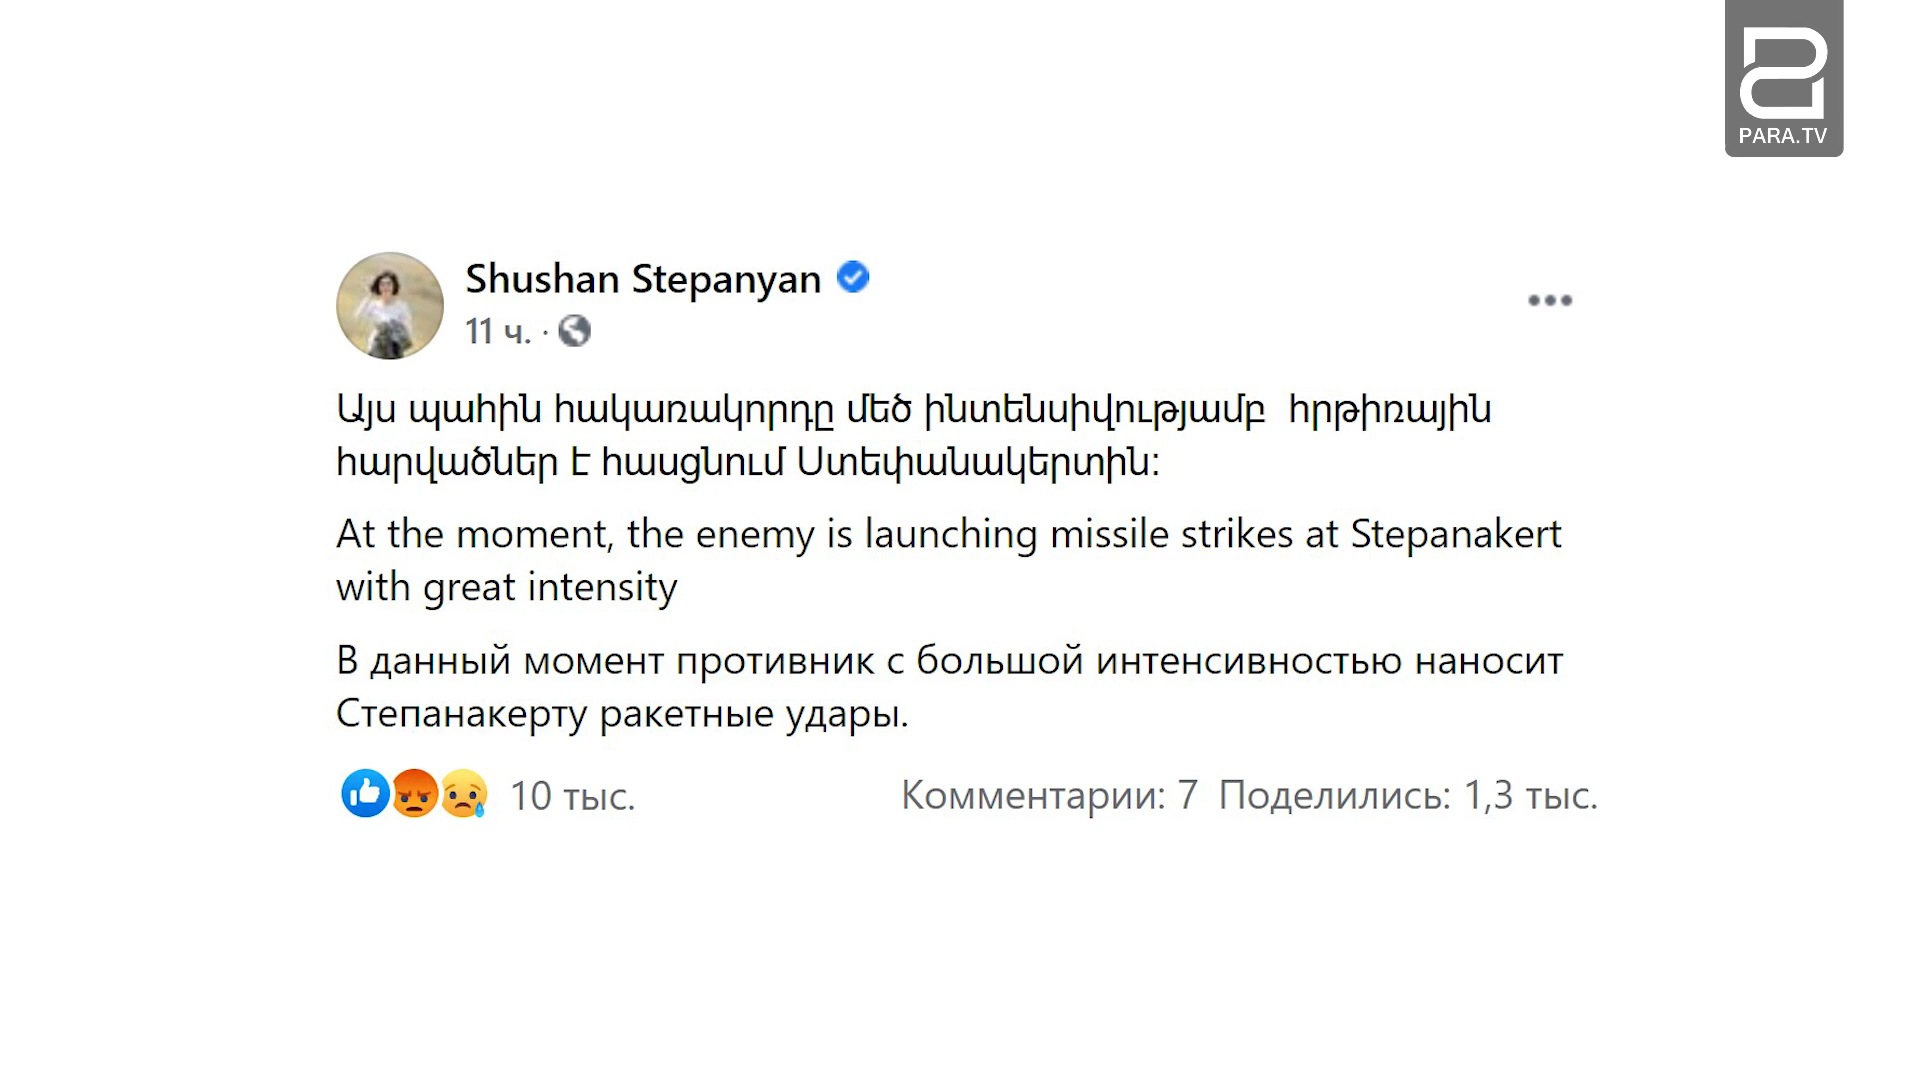 PARA.TV
Shushan Stepanyan
11 ч. ·
Այս պահին հակառակորդը մեծ ինտենսիվությամբ հրթիռային
հարվածներ է հասցնում Ստեփանակերտին:
At the moment, the enemy is launching missile strikes at Stepanakert
with great intensity
В данный момент противник с большой интенсивностью наносит
Степанакерту ракетные удары.
10 тыс. Комментарии: 7 Поделились: 1,3 тыс.